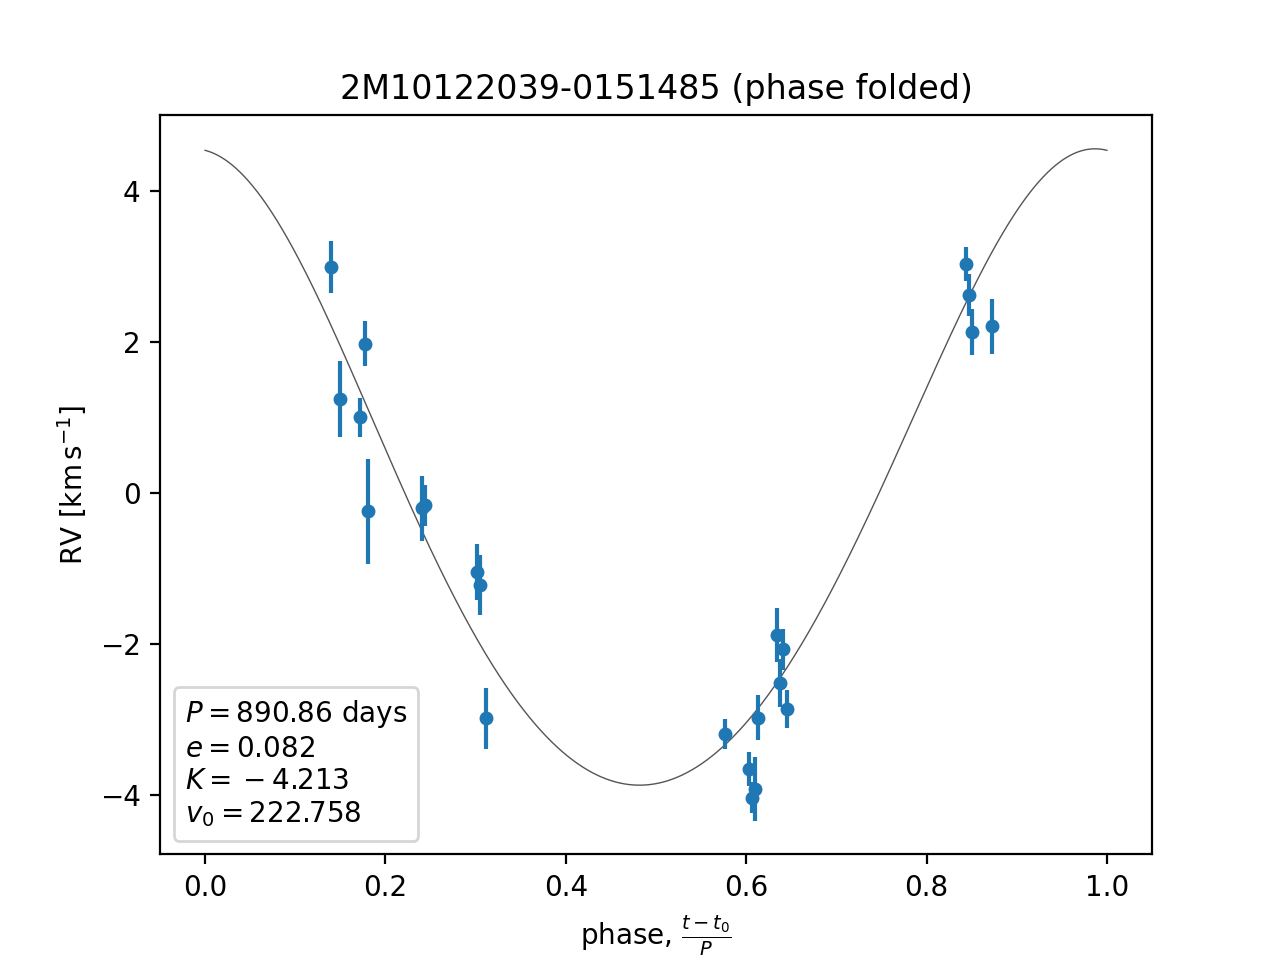 2M10122039-0151485 (phase folded)
RV [km s⁻¹]
4
2
0
−2
−4
P = 890.86 days
e = 0.082
K = −4.213
v₀ = 222.758
0.0 0.2 0.4 0.6 0.8 1.0
phase, (t − t₀)/P